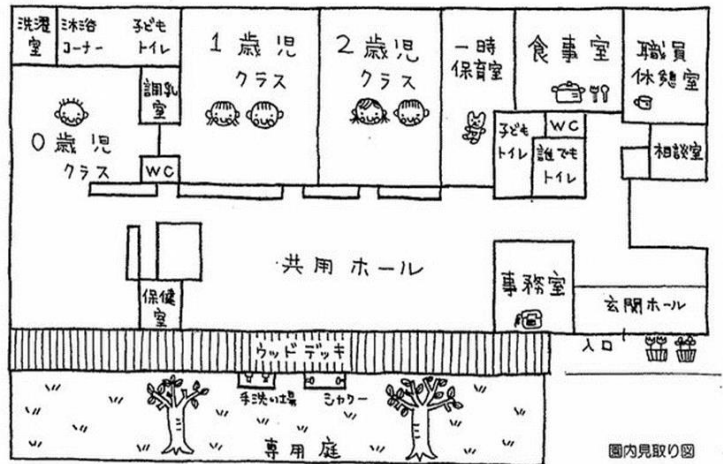 洗濯
室
沐浴
コーナー
子ども
トイレ
調乳
室
0歳児
クラス
WC
1歳児
クラス
2歳児
クラス
一時
保育室
食事室
職員
休憩室
子ども
トイレ
WC
誰でも
トイレ
相談室
共用ホール
保健
室
事務室
玄関ホール
入口
ウッドデッキ
手洗い場
シャワー
専用庭
園内見取り図